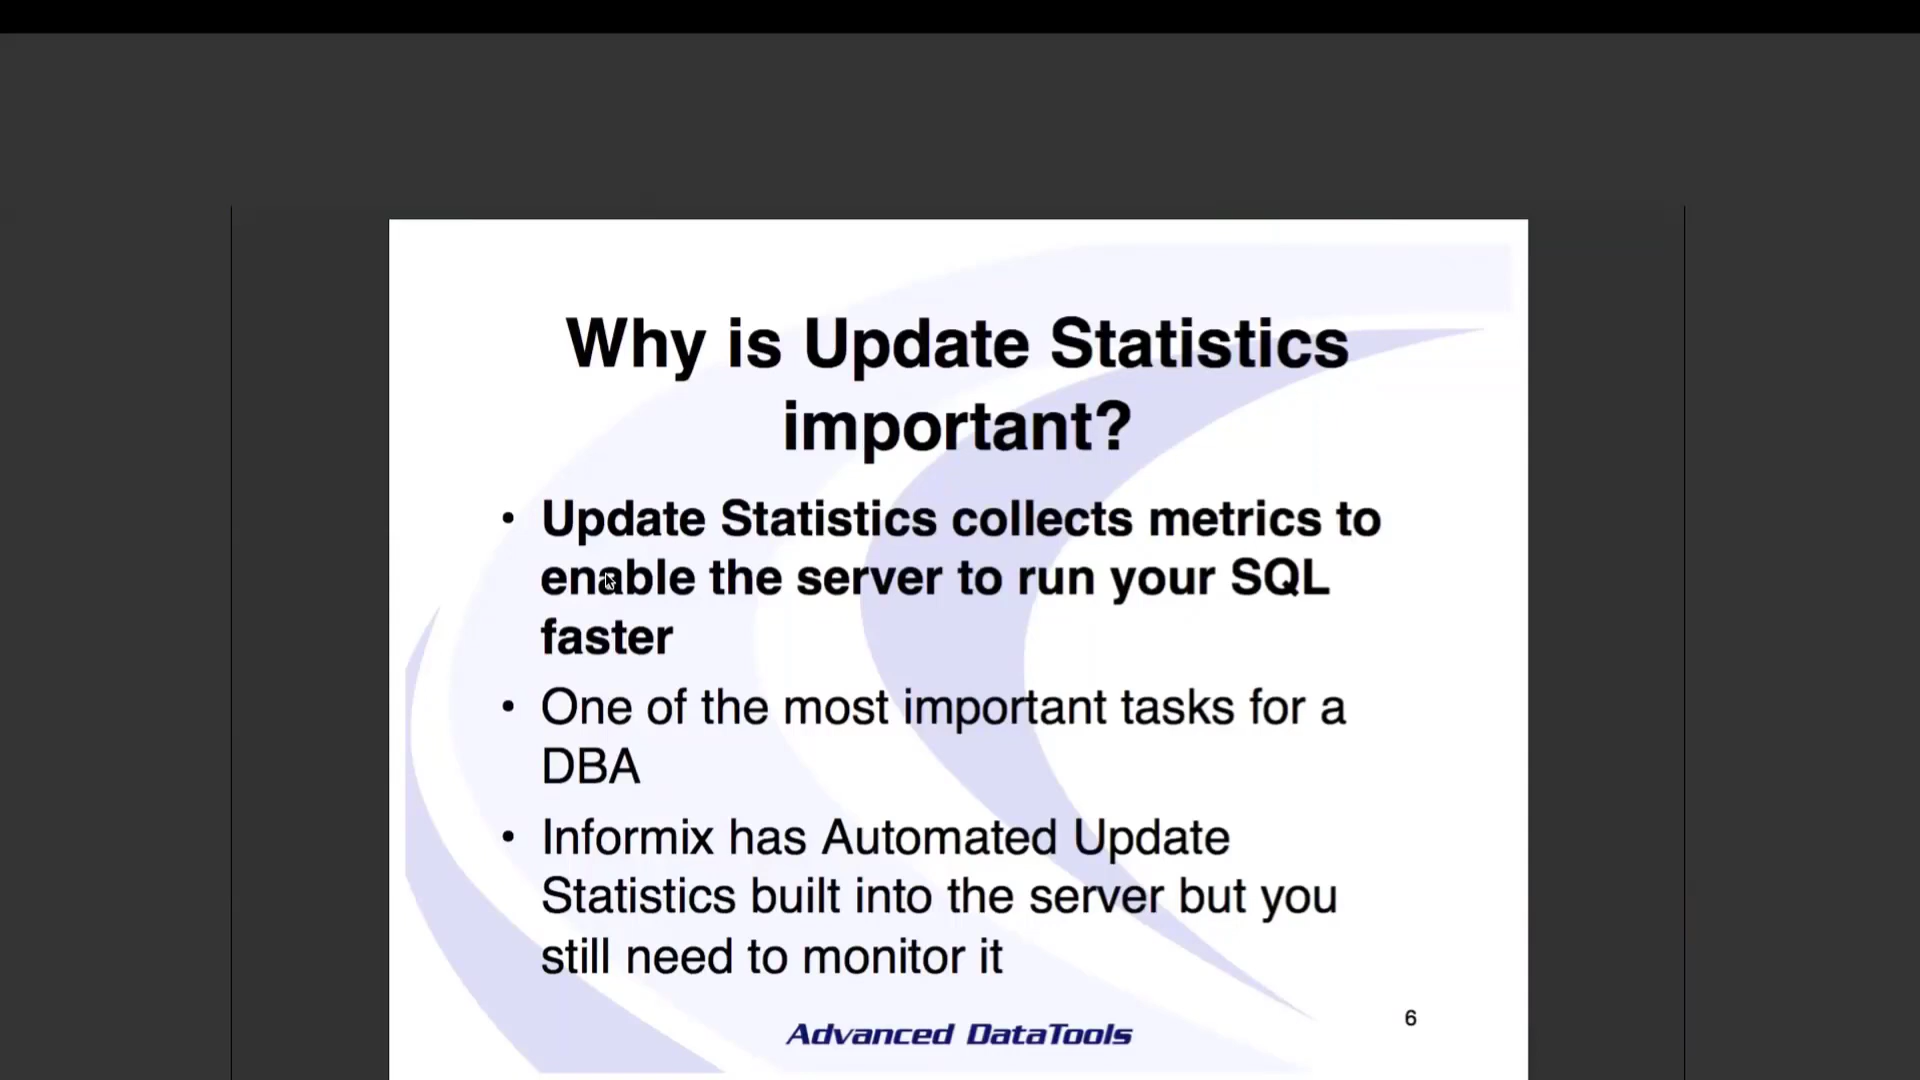 Why is Update Statistics
important?
• Update Statistics collects metrics to
enable the server to run your SQL
faster
• One of the most important tasks for a
DBA
• Informix has Automated Update
Statistics built into the server but you
still need to monitor it
Advanced DataTools
6